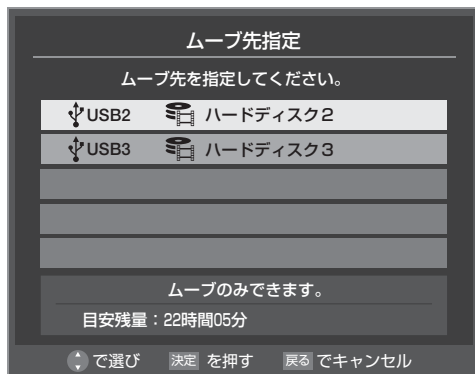 ムーブ先指定
ムーブ先を指定してください。
USB2 ハードディスク2
USB3 ハードディスク3
ムーブのみできます。
目安残量：22時間05分
で選び 決定 を押す 戻る でキャンセル